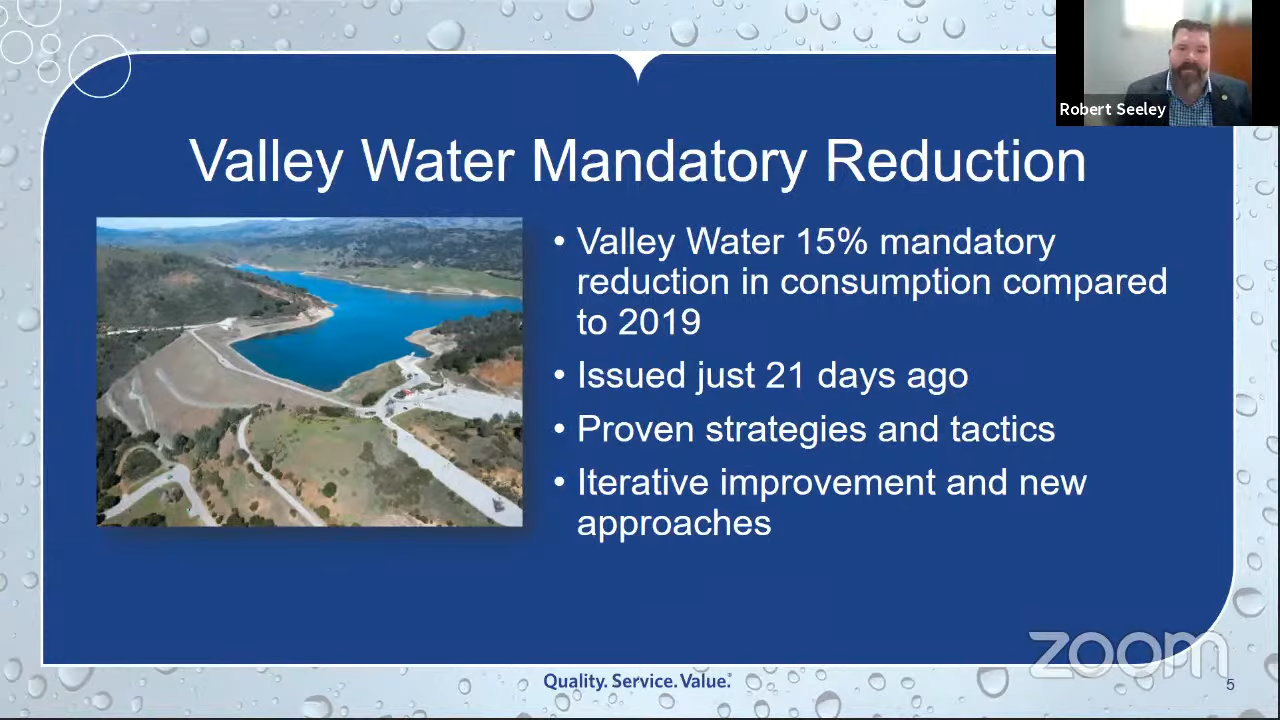 Robert Seeley
Valley Water Mandatory Reduction
• Valley Water 15% mandatory
reduction in consumption compared
to 2019
• Issued just 21 days ago
• Proven strategies and tactics
• Iterative improvement and new
approaches
zoom
Quality. Service. Value.
5